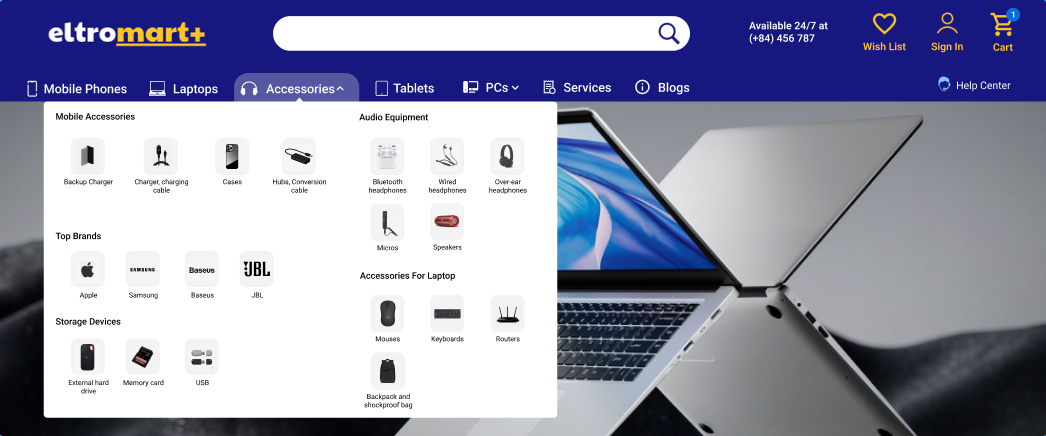 eltromart+
Available 24/7 at
(+84) 456 787
Wish List
Sign In
1
Cart
Mobile Phones
Laptops
Accessories
Tablets
PCs
Services
Blogs
Help Center
Mobile Accessories
Backup Charger
Charger, charging
cable
Cases
Hubs, Conversion
cable
Top Brands
Apple
SAMSUNG
Samsung
Baseus
Baseus
JBL
JBL
Storage Devices
External hard
drive
Memory card
USB
Audio Equipment
Bluetooth
headphones
Wired
headphones
Over-ear
headphones
Micros
Speakers
Accessories For Laptop
Mouses
Keyboards
Routers
Backpack and
shockproof bag